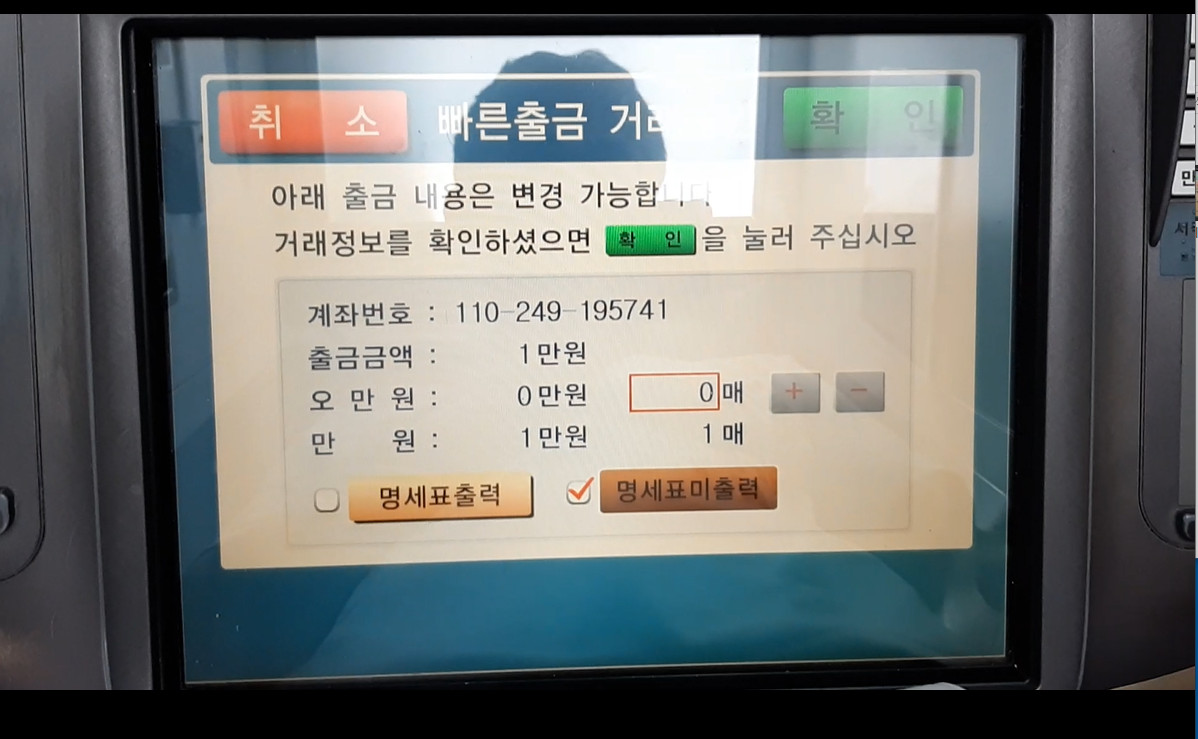 취 소 빠른출금 거래 확 인
아래 출금 내용은 변경 가능합니다
거래정보를 확인하셨으면 확 인 을 눌러 주십시오
계좌번호 : 110-249-195741
출금금액 : 1만원
오 만 원 : 0만원 0매 + -
만 원 : 1만원 1매
명세표출력 명세표미출력